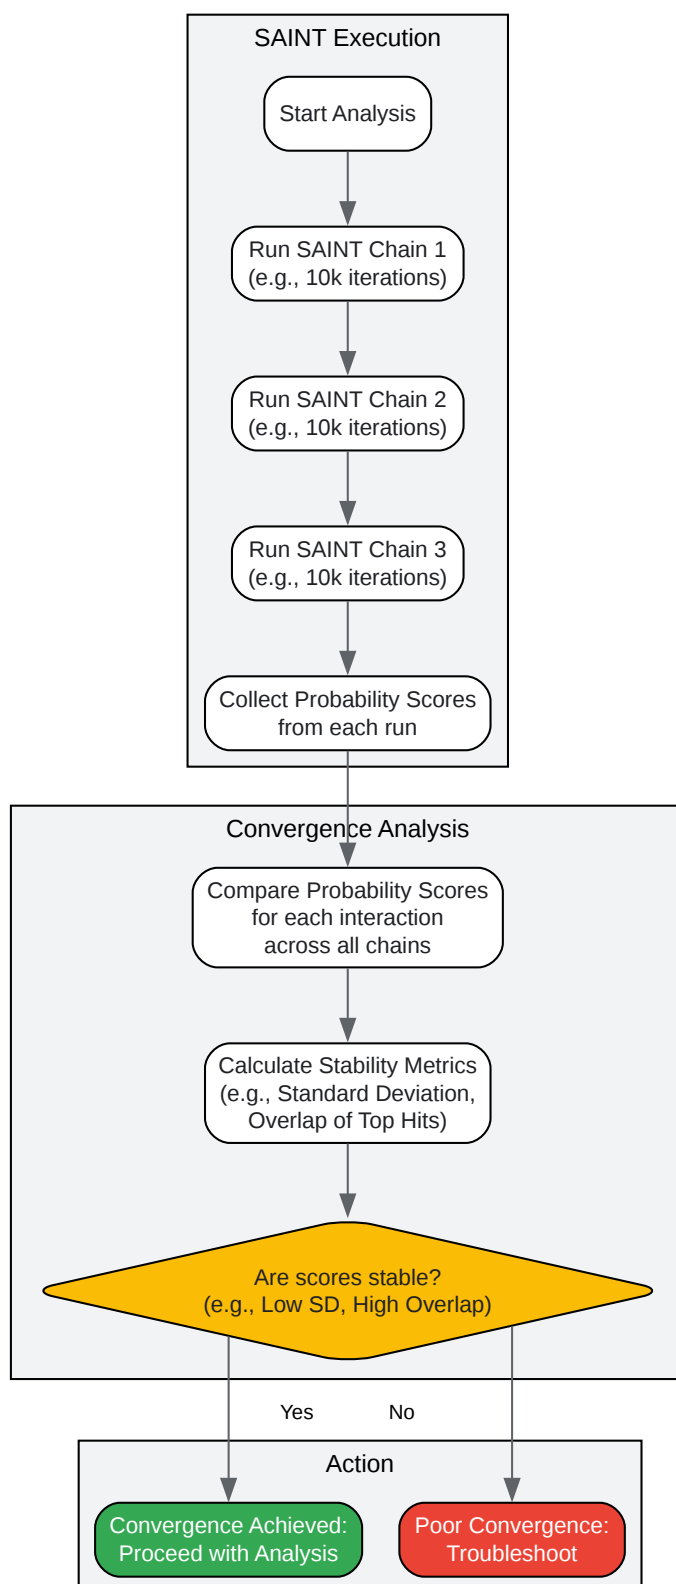 SAINT Execution
Start Analysis
Run SAINT Chain 1
(e.g., 10k iterations)
Run SAINT Chain 2
(e.g., 10k iterations)
Run SAINT Chain 3
(e.g., 10k iterations)
Collect Probability Scores
from each run
Convergence Analysis
Compare Probability Scores
for each interaction
across all chains
Calculate Stability Metrics
(e.g., Standard Deviation,
Overlap of Top Hits)
Are scores stable?
(e.g., Low SD, High Overlap)
Yes
No
Action
Convergence Achieved:
Proceed with Analysis
Poor Convergence:
Troubleshoot